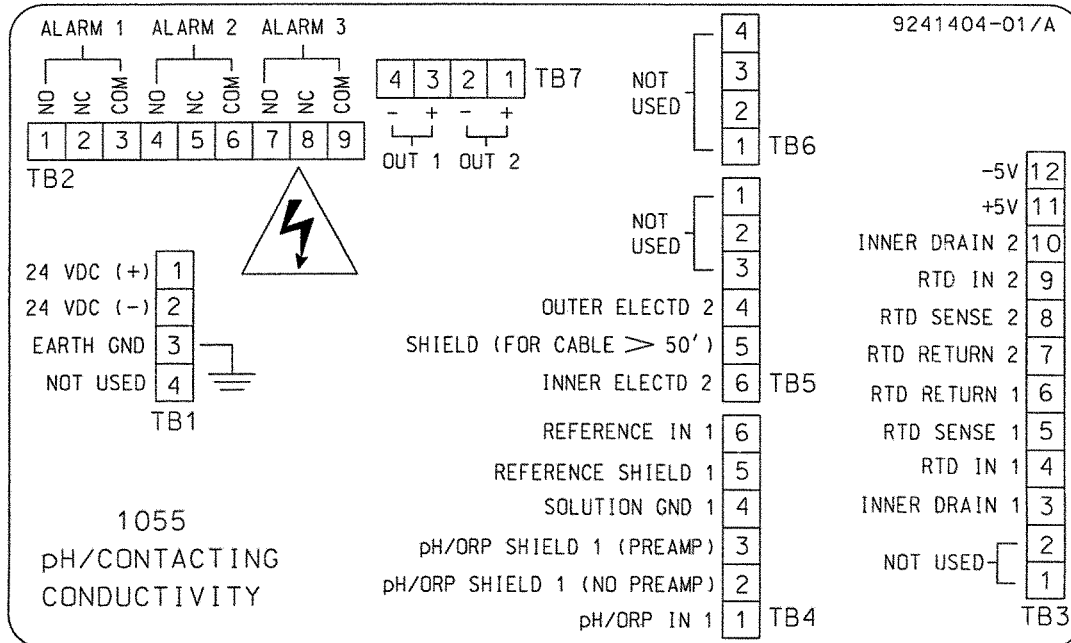 ALARM 1 ALARM 2 ALARM 3
NO NC COM NO NC COM NO NC COM
1 2 3 4 5 6 7 8 9
TB2
4 3 2 1 TB7
- + - +
OUT 1 OUT 2
9241404-01/A
NOT
USED
4
3
2
1 TB6
NOT
USED
1
2
3
OUTER ELECTD 2 4
SHIELD (FOR CABLE > 50') 5
INNER ELECTD 2 6 TB5
24 VDC (+) 1
24 VDC (-) 2
EARTH GND 3
NOT USED 4
TB1
REFERENCE IN 1 6
REFERENCE SHIELD 1 5
SOLUTION GND 1 4
pH/ORP SHIELD 1 (PREAMP) 3
pH/ORP SHIELD 1 (NO PREAMP) 2
pH/ORP IN 1 1 TB4
-5V 12
+5V 11
INNER DRAIN 2 10
RTD IN 2 9
RTD SENSE 2 8
RTD RETURN 2 7
RTD RETURN 1 6
RTD SENSE 1 5
RTD IN 1 4
INNER DRAIN 1 3
NOT USED
2
1
TB3
1055
pH/CONTACTING
CONDUCTIVITY